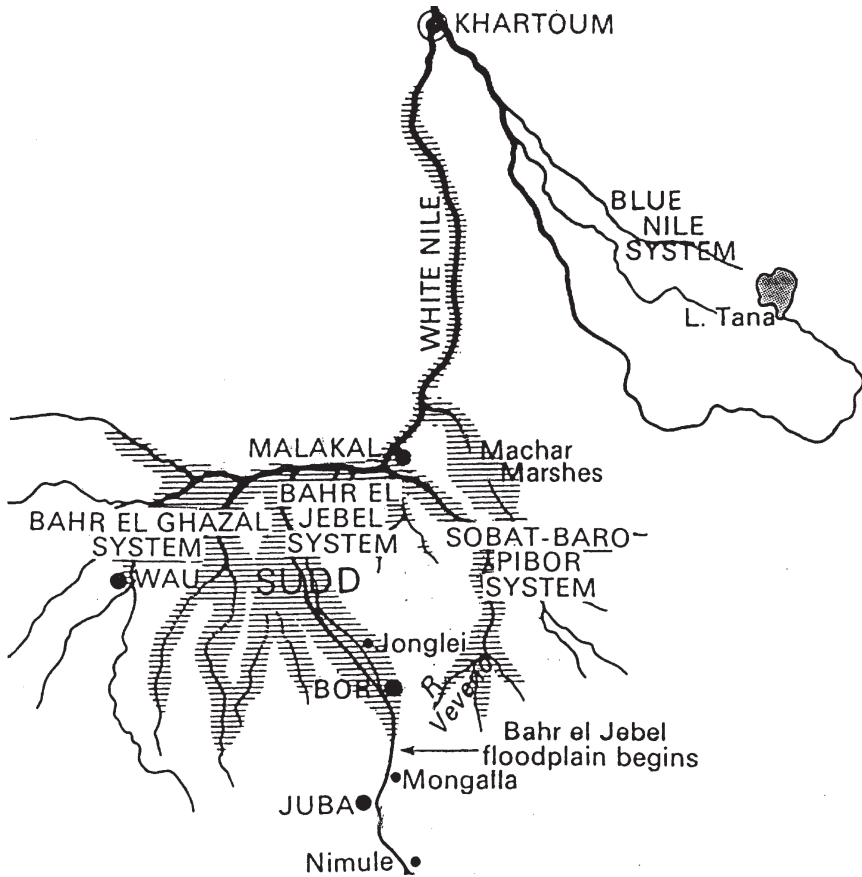 KHARTOUM
BLUE
NILE
SYSTEM
L. Tana
WHITE NILE
MALAKAL
Machar
Marshes
BAHR EL GHAZAL
SYSTEM
BAHR EL
JEBEL
SYSTEM
SOBAT-BARO-
PIBOR
SYSTEM
WAU
SUDD
Jonglei
BOR
R. Veveno
Bahr el Jebel
floodplain begins
Mongalla
JUBA
Nimule